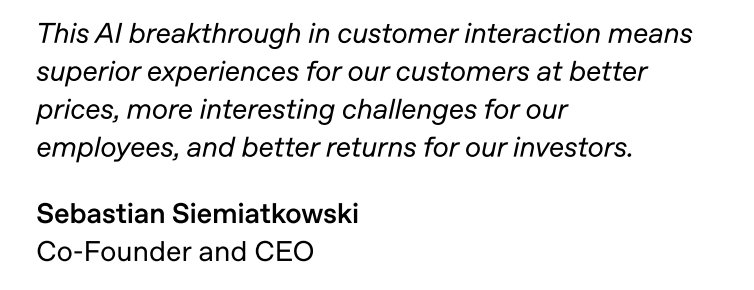 This AI breakthrough in customer interaction means
superior experiences for our customers at better
prices, more interesting challenges for our
employees, and better returns for our investors.
Sebastian Siemiatkowski
Co-Founder and CEO